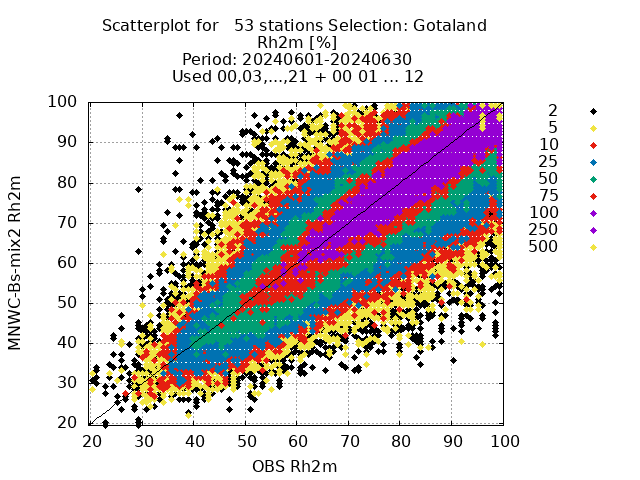 Scatterplot for   53 stations Selection: Gotaland
Rh2m [%]
Period: 20240601-20240630
Used 00,03,...,21 + 00 01 ... 12
100
90
80
70
60
50
40
30
20
MNWC-Bs-mix2 Rh2m
20 30 40 50 60 70 80 90 100
OBS Rh2m
2
5
10
25
50
75
100
250
500